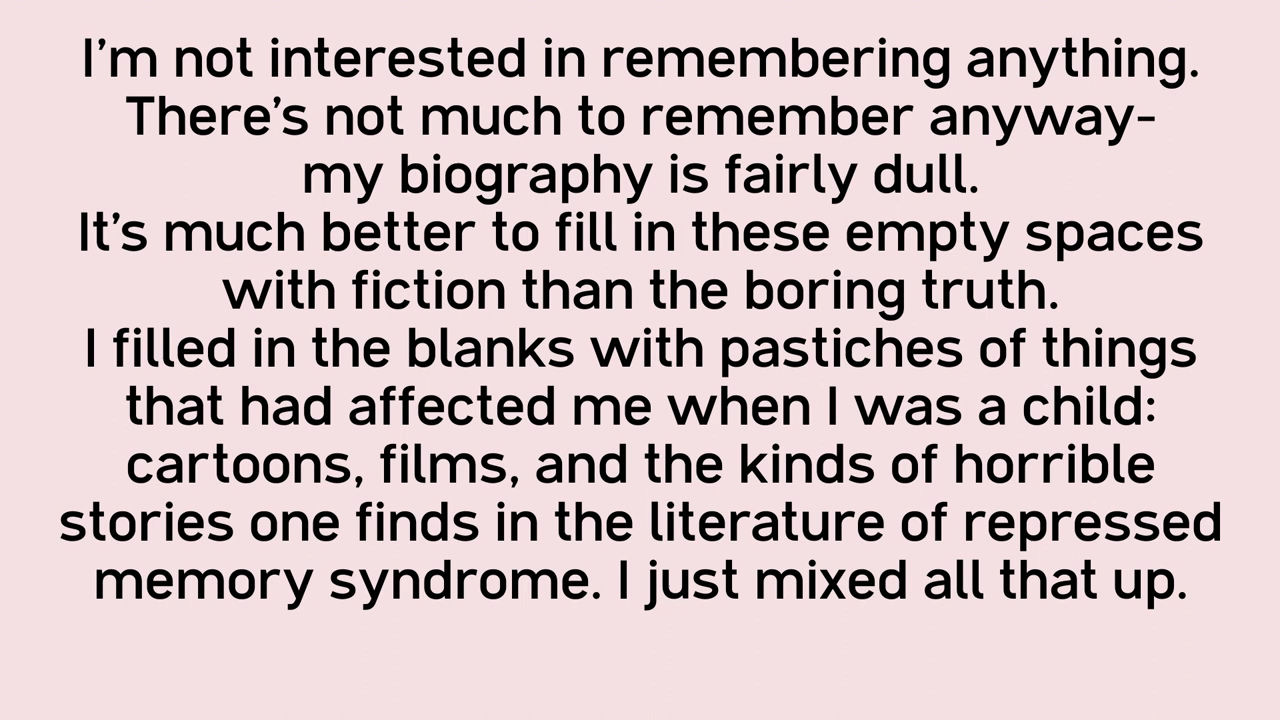 I’m not interested in remembering anything.
There’s not much to remember anyway-
my biography is fairly dull.
It’s much better to fill in these empty spaces
with fiction than the boring truth.
I filled in the blanks with pastiches of things
that had affected me when I was a child:
cartoons, films, and the kinds of horrible
stories one finds in the literature of repressed
memory syndrome. I just mixed all that up.